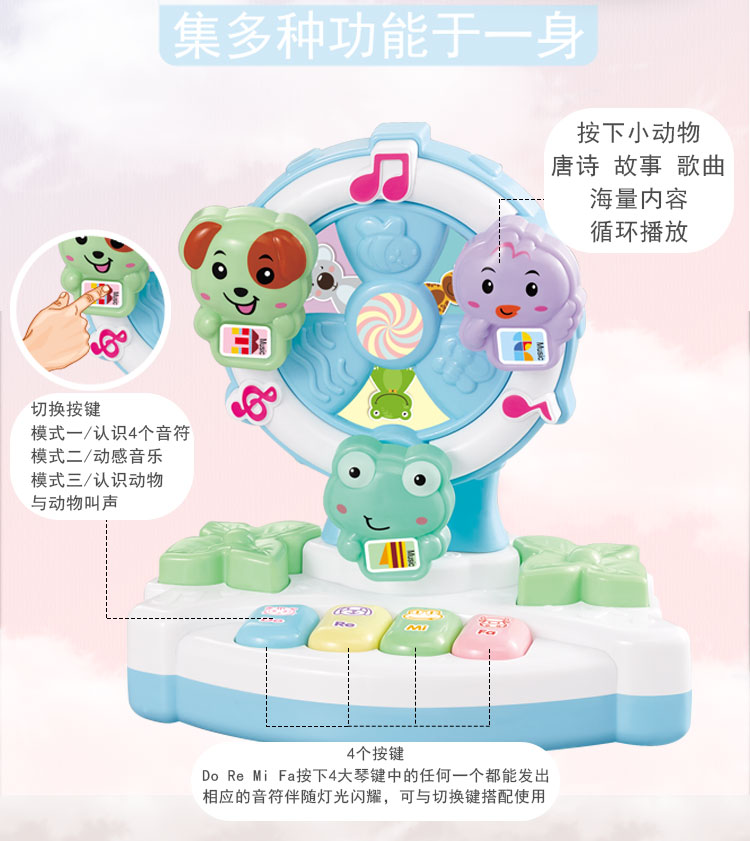 集多种功能于一身
按下小动物
唐诗 故事 歌曲
海量内容
循环播放
Music
Music
Music
Music
切换按键
模式一/认识4个音符
模式二/动感音乐
模式三/认识动物
与动物叫声
Re
Mi
Fa
4个按键
Do Re Mi Fa按下4大琴键中的任何一个都能发出
相应的音符伴随灯光闪耀，可与切换键搭配使用